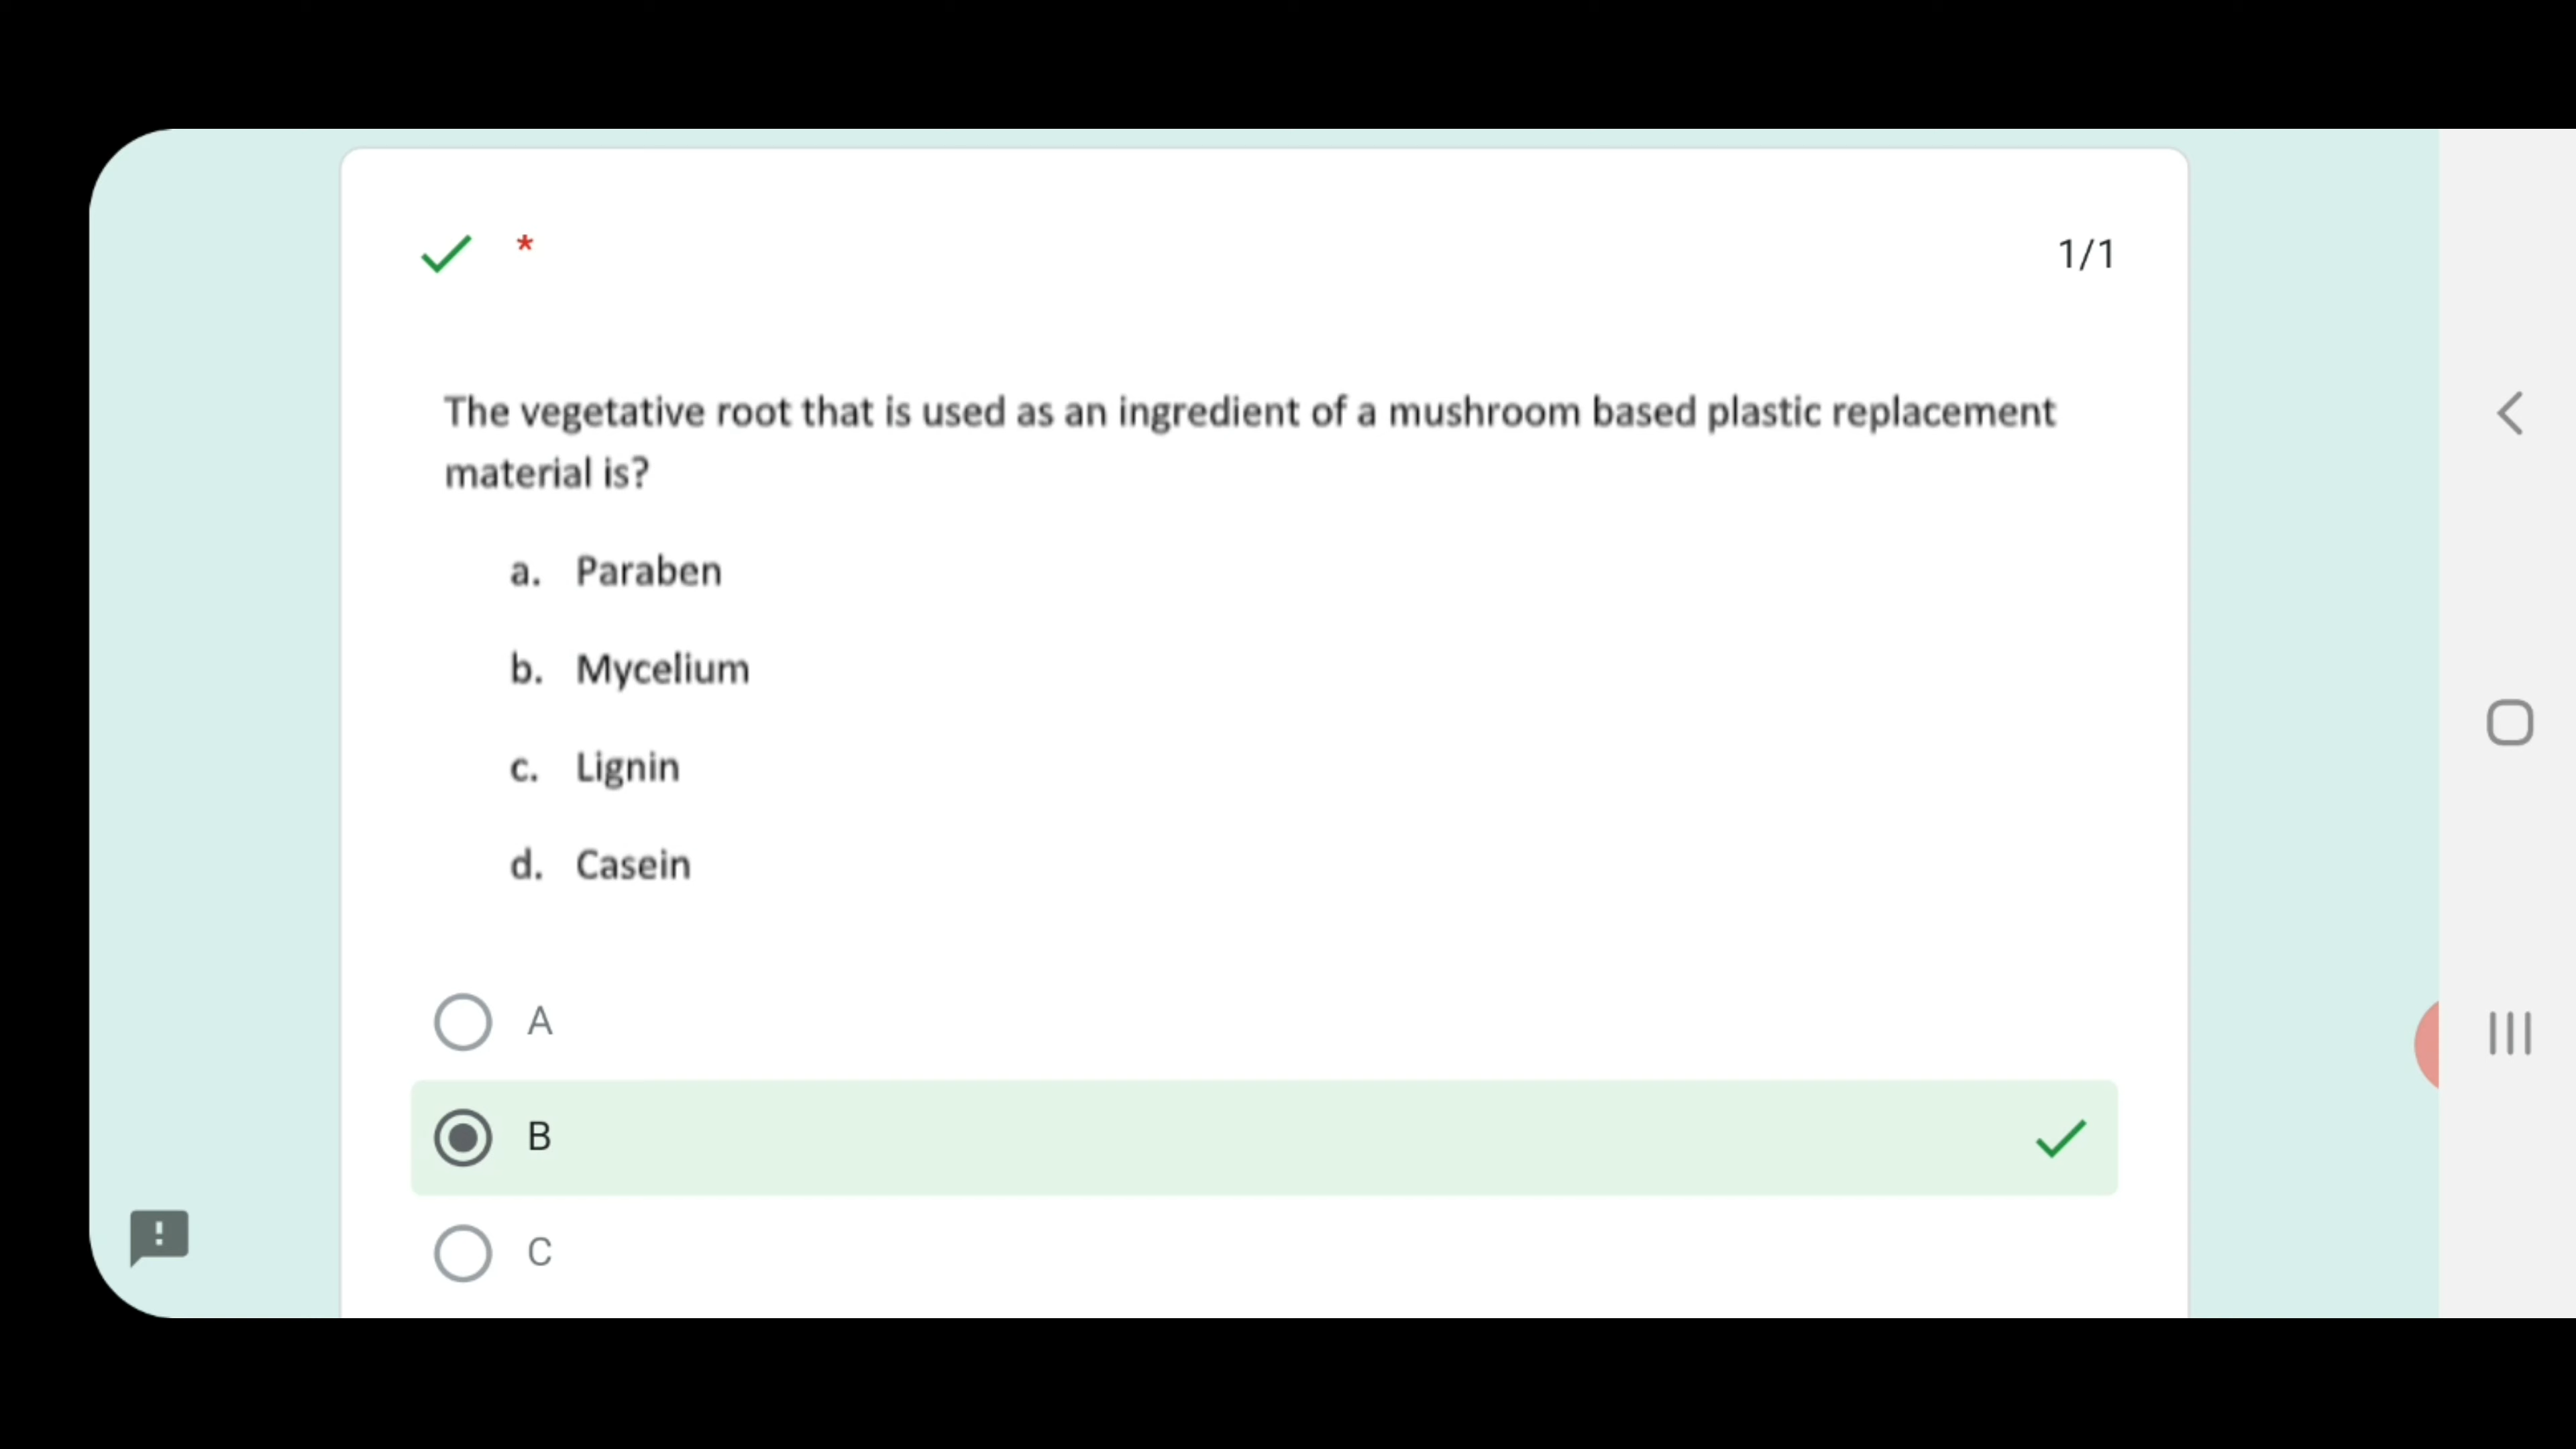 * 1/1
The vegetative root that is used as an ingredient of a mushroom based plastic replacement
material is?
a. Paraben
b. Mycelium
c. Lignin
d. Casein
A
B
C